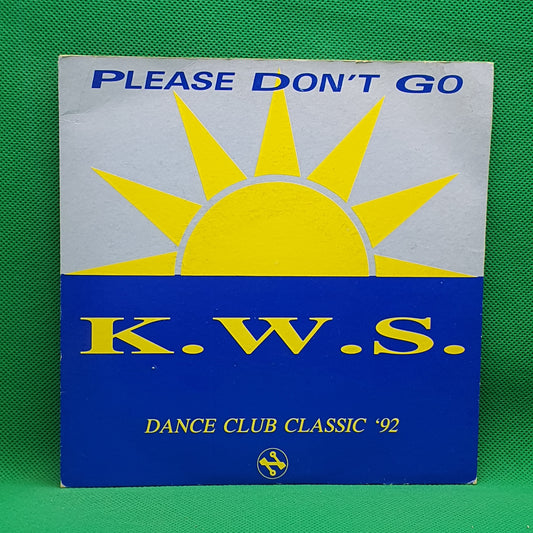 PLEASE DON'T GO
K.W.S.
DANCE CLUB CLASSIC '92